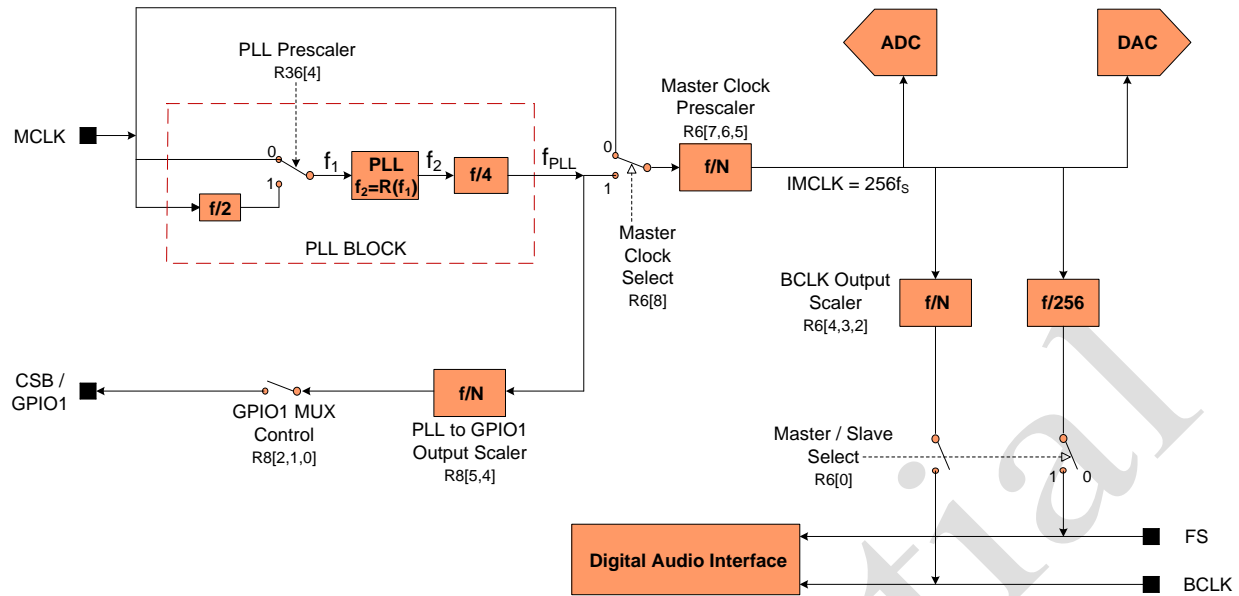 ADC
DAC
PLL Prescaler
R36[4]
Master Clock
Prescaler
R6[7,6,5]
MCLK
0
1
f1
PLL
f2=R(f1)
f2
f/4
fPLL
0
1
f/N
IMCLK = 256fS
f/2
PLL BLOCK
Master
Clock
Select
R6[8]
BCLK Output
Scaler
R6[4,3,2]
f/N
f/256
CSB /
GPIO1
GPIO1 MUX
Control
R8[2,1,0]
f/N
PLL to GPIO1
Output Scaler
R8[5,4]
Master / Slave
Select
R6[0]
1
0
Digital Audio Interface
FS
BCLK
tial